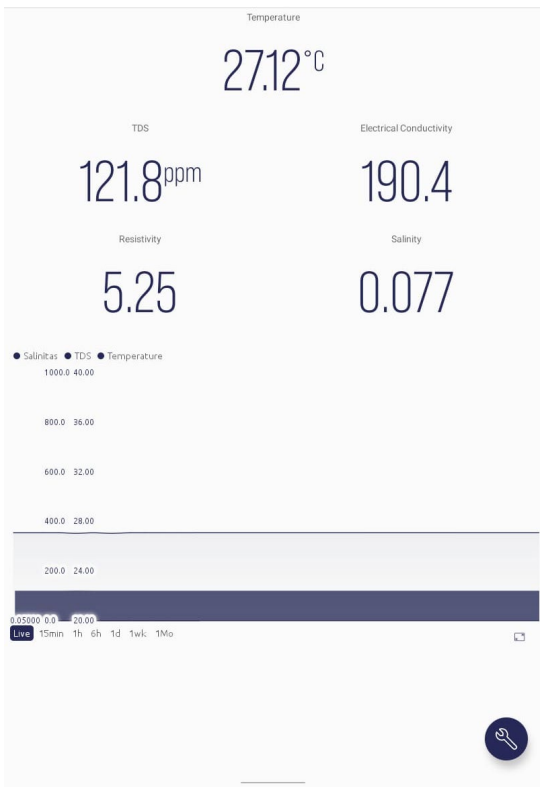 Temperature
27.12°C
TDS Electrical Conductivity
121.8ppm 190.4
Resistivity Salinity
5.25 0.077
Salinitas TDS Temperature
1000.0 40.00
800.0 36.00
600.0 32.00
400.0 28.00
200.0 24.00
0.05000 0.0 20.00
Live 15min 1h 6h 1d 1wk 1Mo